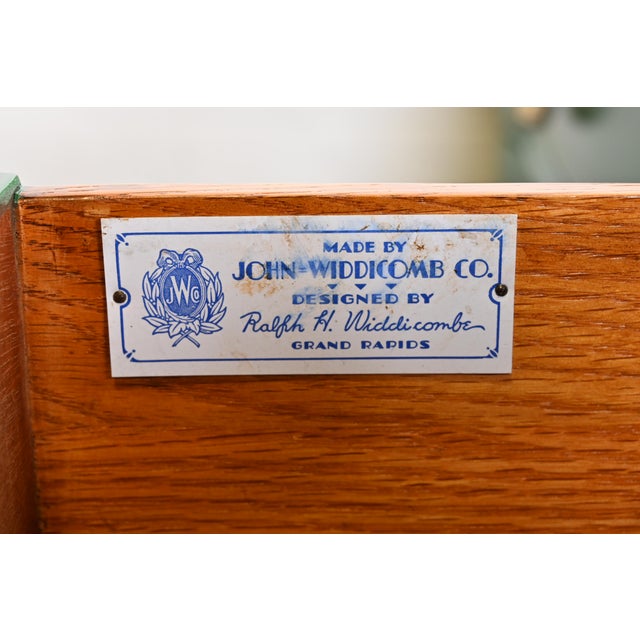 MADE BY
JOHN-WIDDICOMB CO.
DESIGNED BY
Ralph H. Widdicombe
GRAND RAPIDS
JWC